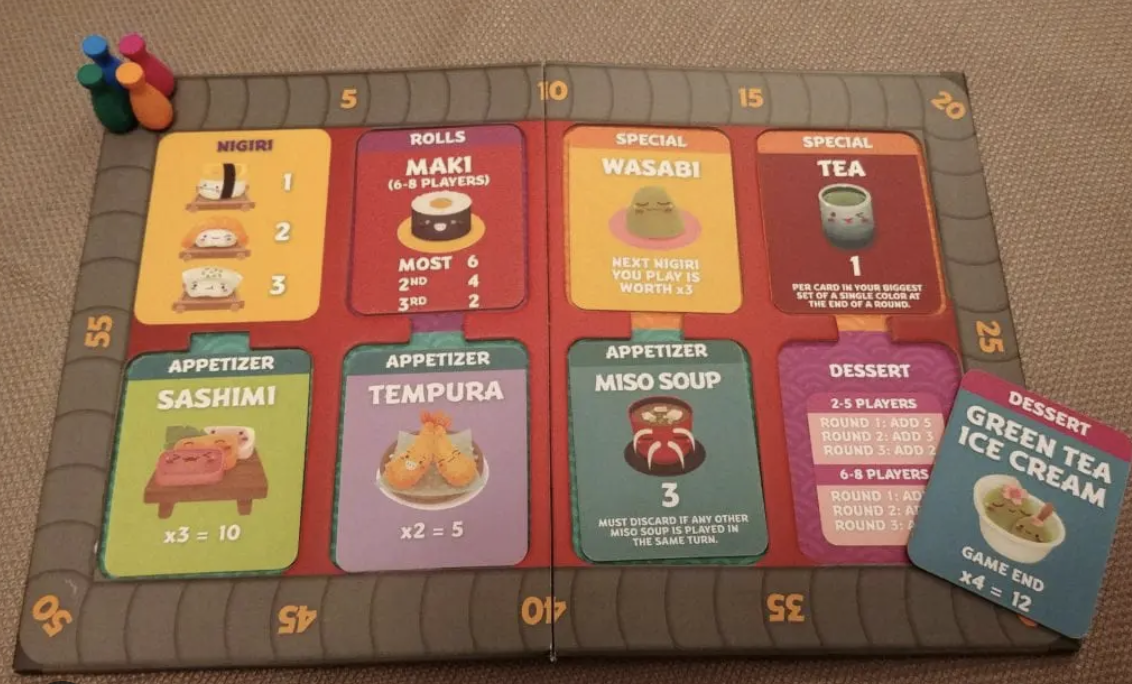 5
10
15
20
NIGIRI
1
2
3
ROLLS
MAKI
(6-8 PLAYERS)
MOST 6
2ND 4
3RD 2
SPECIAL
WASABI
NEXT NIGIRI
YOU PLAY IS
WORTH x3
SPECIAL
TEA
1
PER CARD IN YOUR BIGGEST
SET OF A SINGLE COLOR AT
THE END OF A ROUND.
55
25
APPETIZER
SASHIMI
x3 = 10
APPETIZER
TEMPURA
x2 = 5
APPETIZER
MISO SOUP
3
MUST DISCARD IF ANY OTHER
MISO SOUP IS PLAYED IN
THE SAME TURN.
DESSERT
2-5 PLAYERS
ROUND 1: ADD 5
ROUND 2: ADD 3
ROUND 3: ADD 2
6-8 PLAYERS
ROUND 1:
ROUND 2:
ROUND 3:
DESSERT
GREEN TEA
ICE CREAM
GAME END
x4 = 12
50
45
40
35